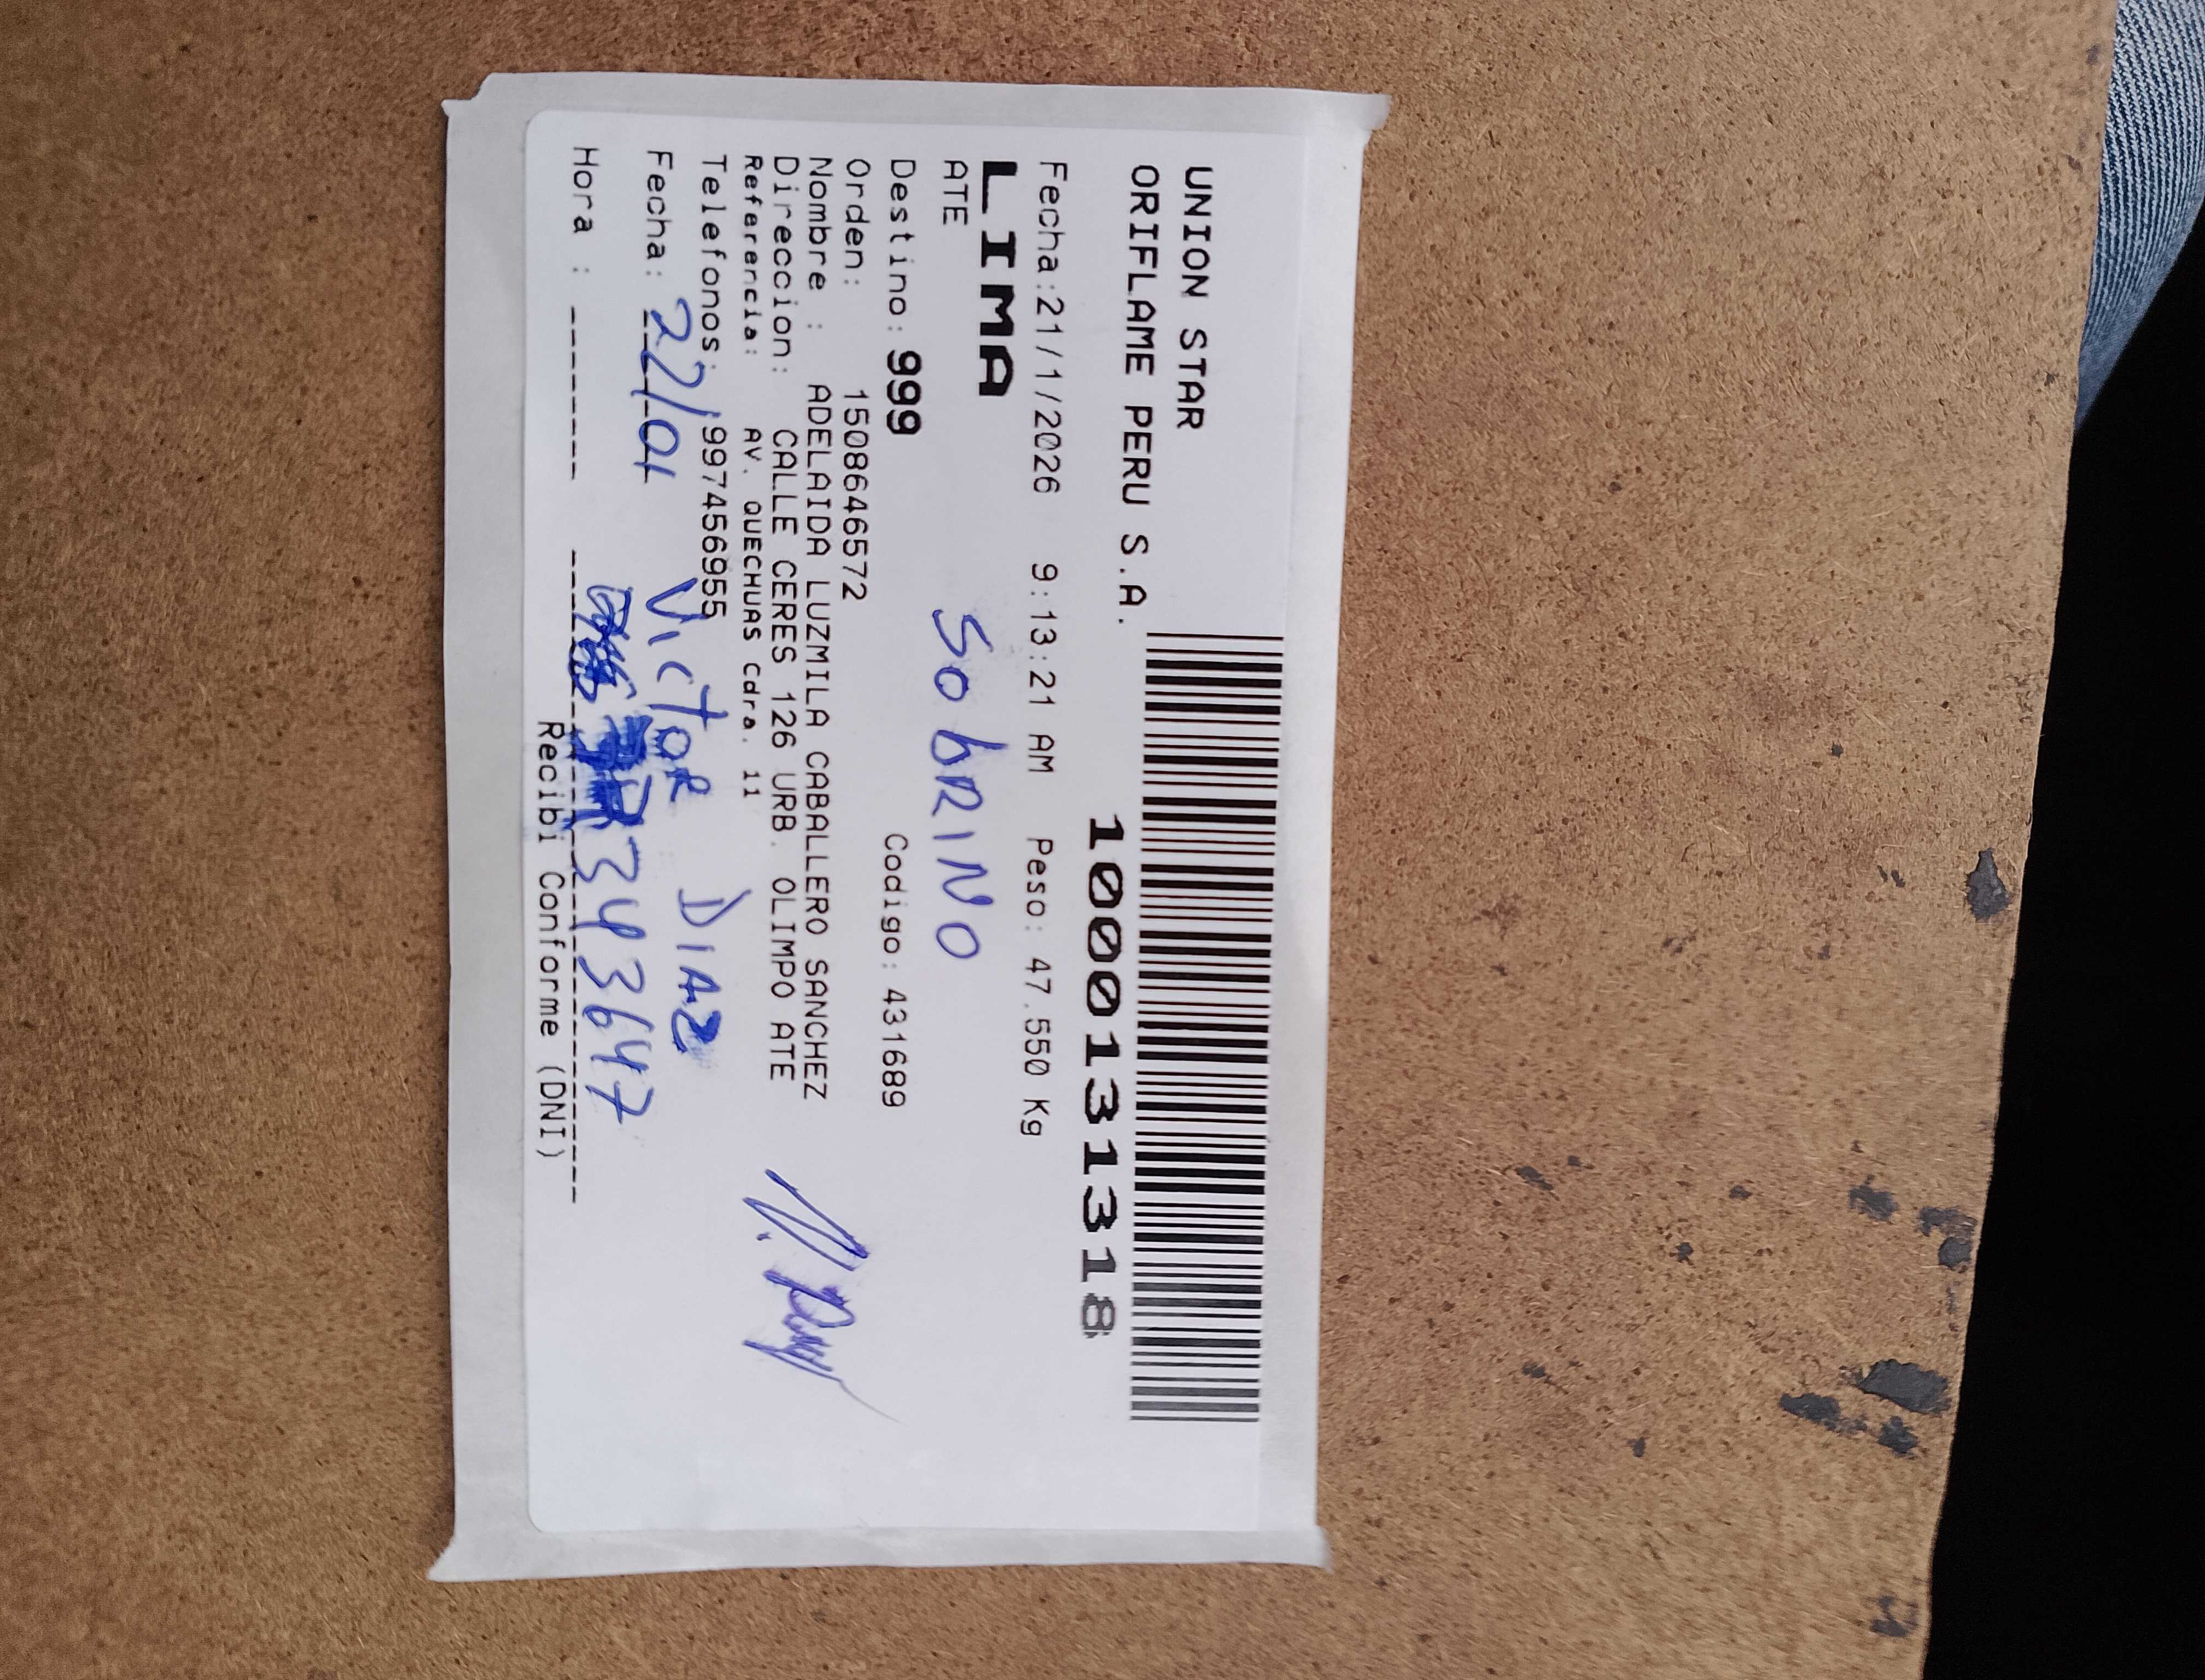 UNION STAR
ORIFLAME PERU S.A.
1000131318
Fecha:21/1/2026 9:13:21 AM Peso: 47.550 Kg
LIMA
ATE
SobRINO
Destino: 999 Codigo: 431689
Orden: 1508646572
Nombre : ADELAIDA LUZMILA CABALLERO SANCHEZ
Direccion: CALLE CERES 126 URB. OLIMPO ATE
Referencia: AV. QUECHUAS Cdra. 11
Telefonos: 997456955
Fecha: 22/01 VICTOR DIAZ
Hora : 343647
Recibi Conforme (DNI)